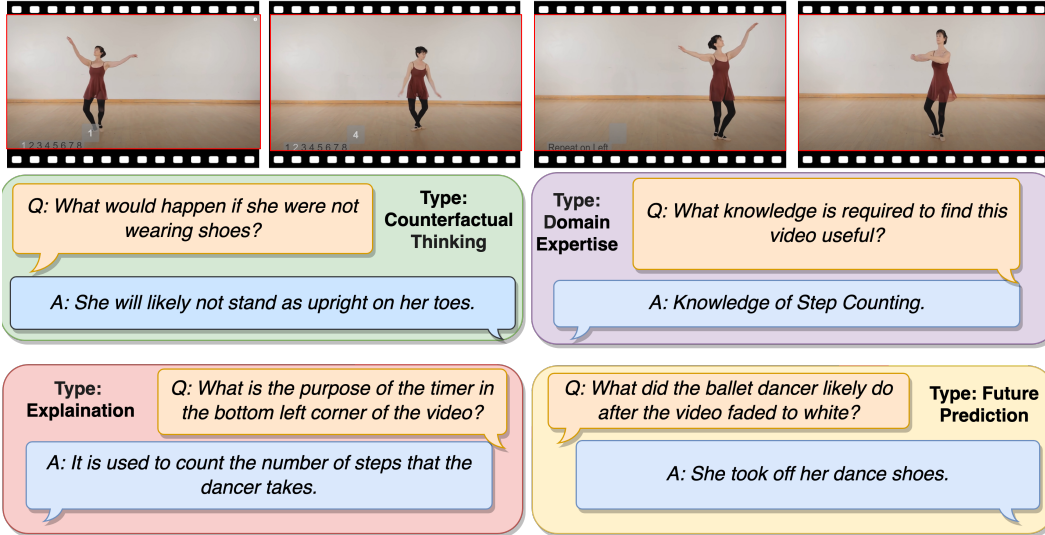 1
1 2 3 4 5 6 7 8
4
1 2 3 4 5 6 7 8
Repeat on Left
Q: What would happen if she were not
wearing shoes?
Type:
Counterfactual
Thinking
A: She will likely not stand as upright on her toes.
Type:
Domain
Expertise
Q: What knowledge is required to find this
video useful?
A: Knowledge of Step Counting.
Type:
Explaination
Q: What is the purpose of the timer in
the bottom left corner of the video?
A: It is used to count the number of steps that the
dancer takes.
Q: What did the ballet dancer likely do
after the video faded to white?
Type: Future
Prediction
A: She took off her dance shoes.